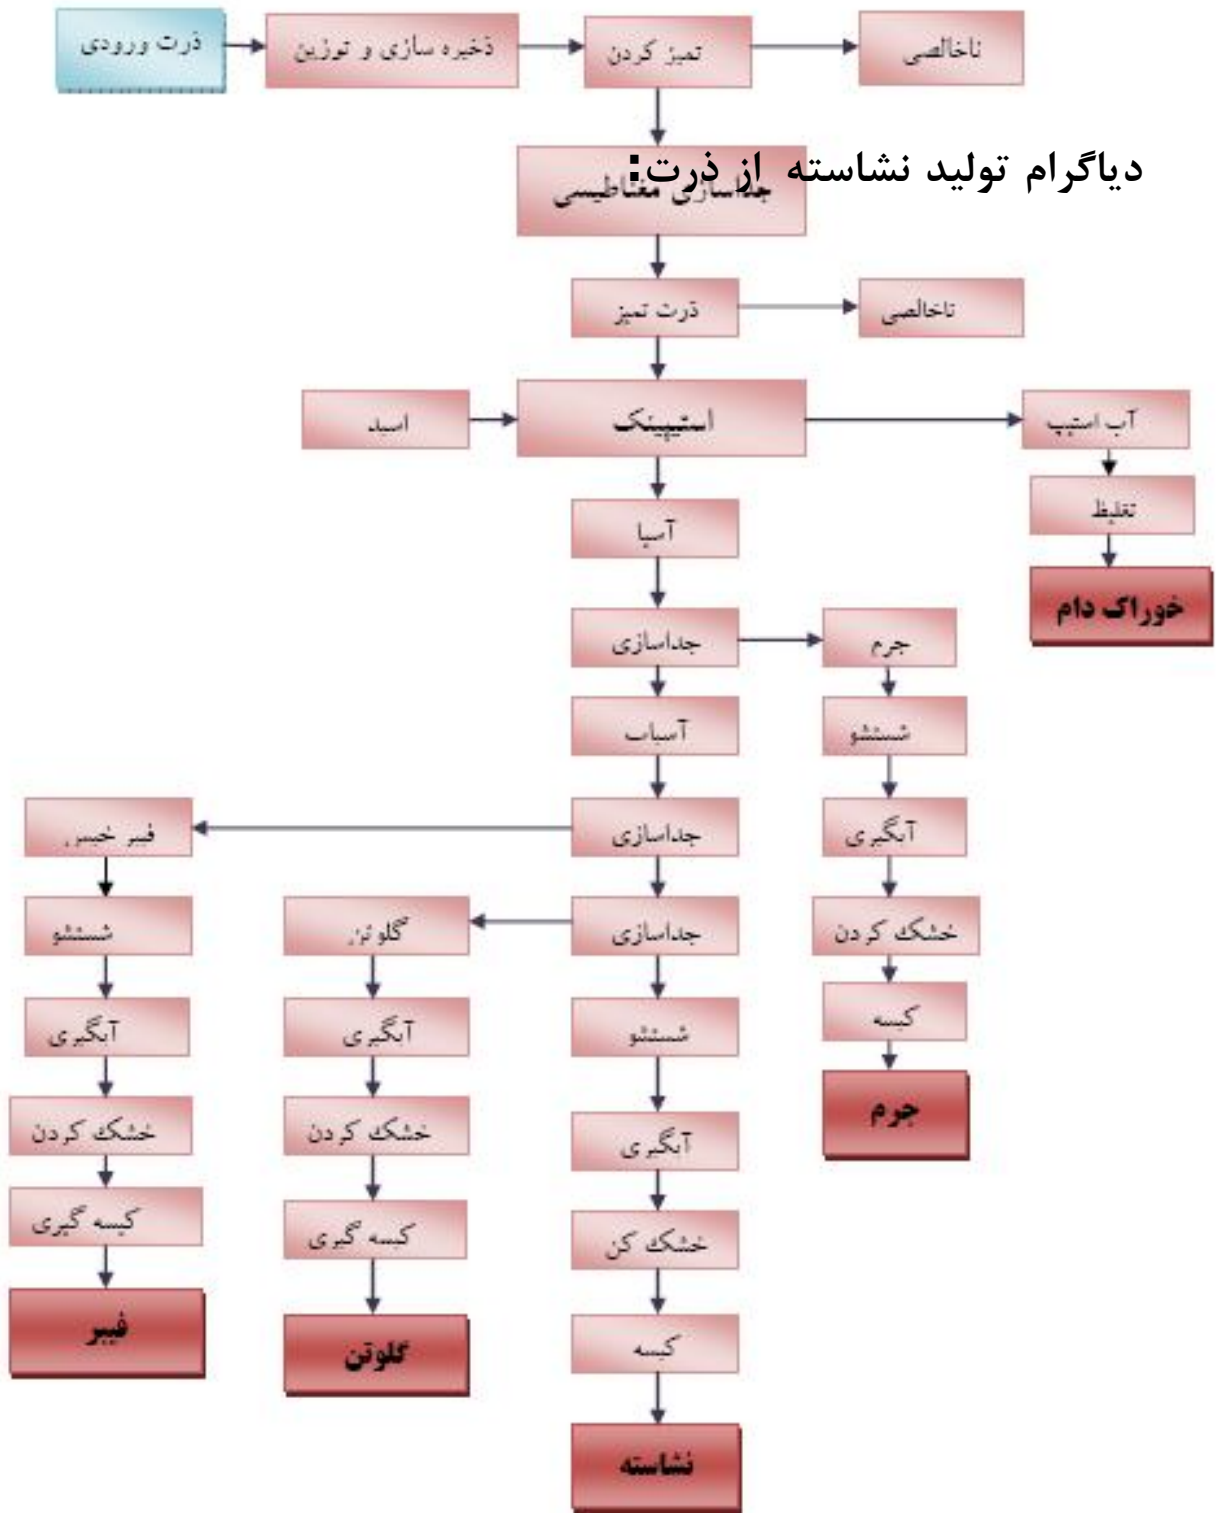 ذرت ورودی
ذخیره سازی و توزین
تمیز کردن
ناخالصی
دیاگرام تولید نشاسته از ذرت:
جداسازی مغناطیسی
ذرت تمیز
ناخالصی
اسید
استیپینک
آب استیپ
آسیا
تغلیظ
خوراک دام
جداسازی
جرم
آسیاب
شستشو
فیبر خیس
جداسازی
آبگیری
شستشو
گلوتن
جداسازی
خشک کردن
آبگیری
آبگیری
شستشو
کیسه
خشک کردن
خشک کردن
آبگیری
جرم
کیسه گیری
کیسه گیری
خشک کن
فیبر
گلوتن
کیسه
نشاسته